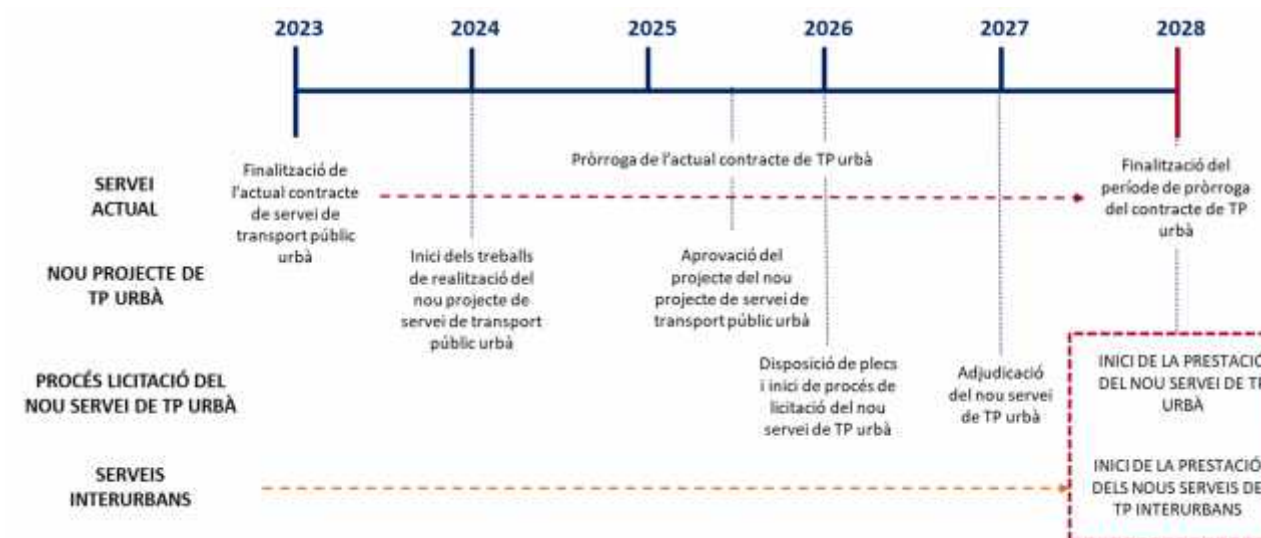 2023
2024
2025
2026
2027
2028
SERVEI
ACTUAL
Finalització de
l'actual contracte
de servei de
transport públic
urbà
Pròrroga de l'actual contracte de TP urbà
Finalització del
període de pròrroga
del contracte de TP
urbà
NOU PROJECTE DE
TP URBÀ
Inici dels treballs
de realització del
nou projecte de
servei de transport
públic urbà
Aprovació del
projecte del nou
projecte de servei de
transport públic urbà
PROCÉS LICITACIÓ DEL
NOU SERVEI DE TP URBÀ
Disposició de plecs
i inici de procés de
licitació del nou
servei de TP urbà
Adjudicació
del nou servei
de TP urbà
INICI DE LA PRESTACIÓ
DEL NOU SERVEI DE TP
URBÀ
SERVEIS
INTERURBANS
INICI DE LA PRESTACIÓ
DELS NOUS SERVEIS DE
TP INTERURBANS